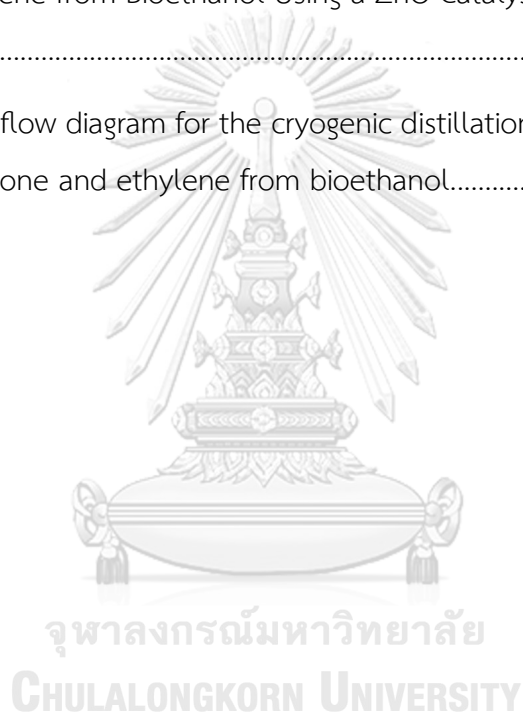 ene from Bioethanol Using a ZnO Catalys
....................................................................................
flow diagram for the cryogenic distillation
one and ethylene from bioethanol............
จุฬาลงกรณ์มหาวิทยาลัย
CHULALONGKORN UNIVERSITY